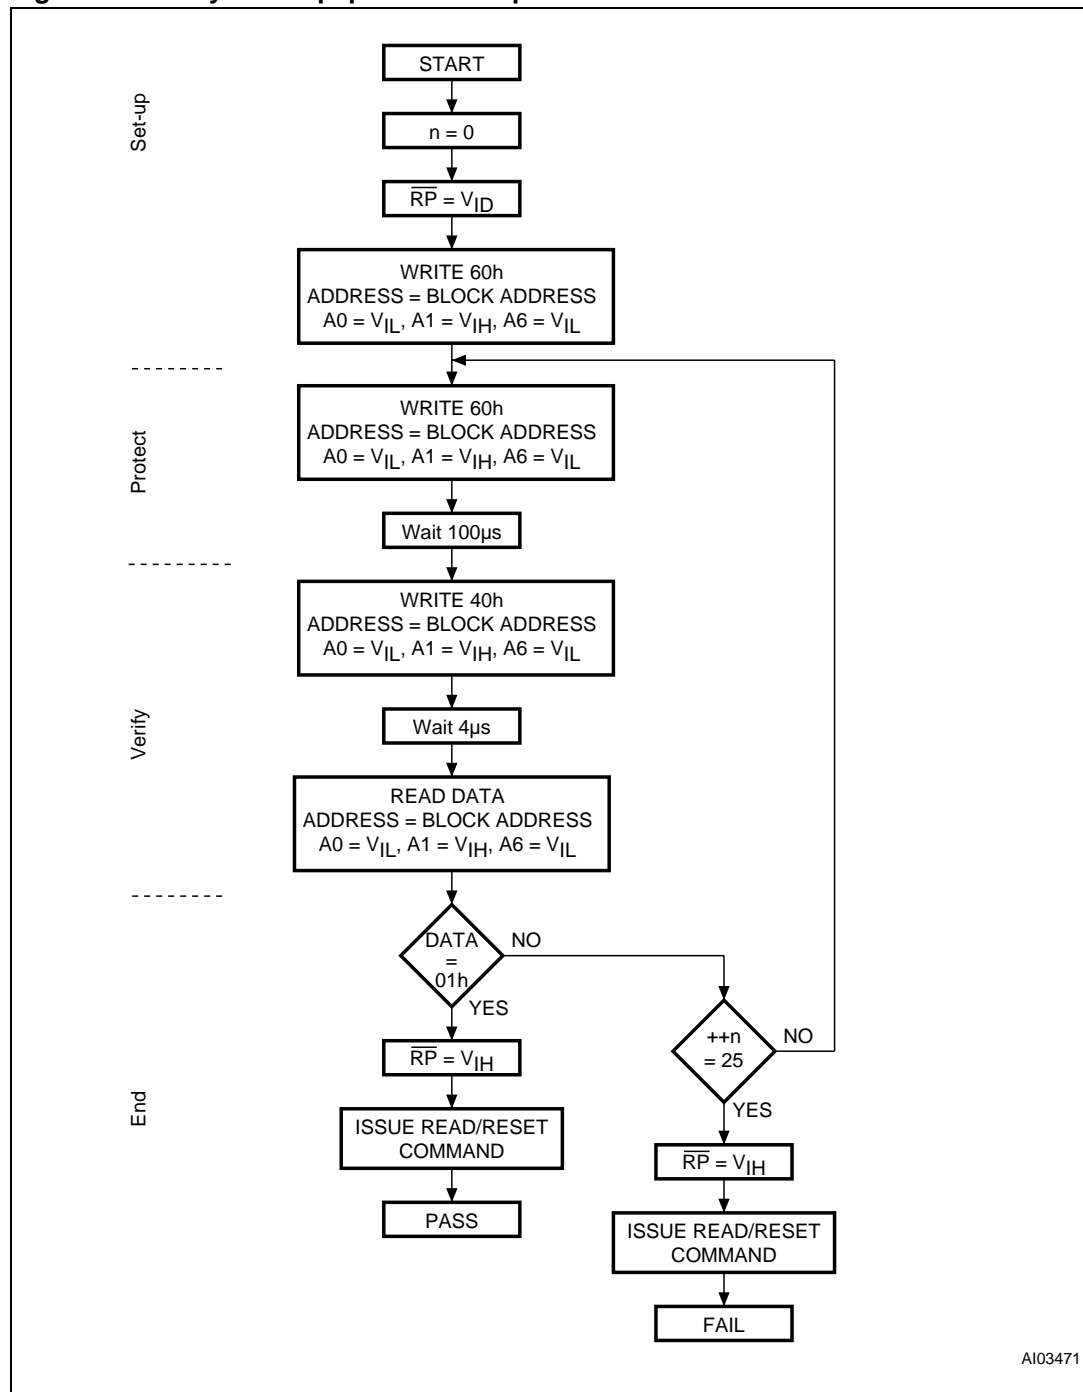 START
Set-up
n = 0
RP = VID
WRITE 60h
ADDRESS = BLOCK ADDRESS
A0 = VIL, A1 = VIH, A6 = VIL
Protect
WRITE 60h
ADDRESS = BLOCK ADDRESS
A0 = VIL, A1 = VIH, A6 = VIL
Wait 100µs
WRITE 40h
ADDRESS = BLOCK ADDRESS
A0 = VIL, A1 = VIH, A6 = VIL
Verify
Wait 4µs
READ DATA
ADDRESS = BLOCK ADDRESS
A0 = VIL, A1 = VIH, A6 = VIL
DATA
=
01h
NO
YES
++n
= 25
NO
YES
End
RP = VIH
ISSUE READ/RESET
COMMAND
PASS
RP = VIH
ISSUE READ/RESET
COMMAND
FAIL
AI03471